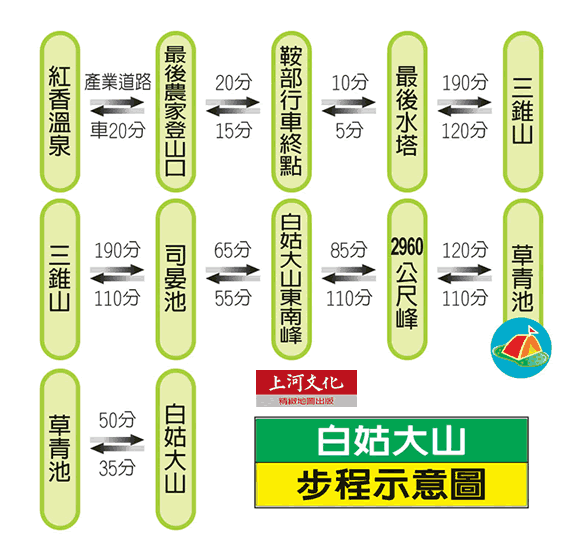 紅香溫泉
產業道路
車20分
最後農家登山口
20分
15分
鞍部行車終點
10分
5分
最後水塔
190分
120分
三錐山
三錐山
190分
110分
司晏池
65分
55分
白姑大山東南峰
85分
110分
2960公尺峰
120分
110分
草青池
草青池
50分
35分
白姑大山
上河文化
精緻地圖出版
白姑大山
步程示意圖